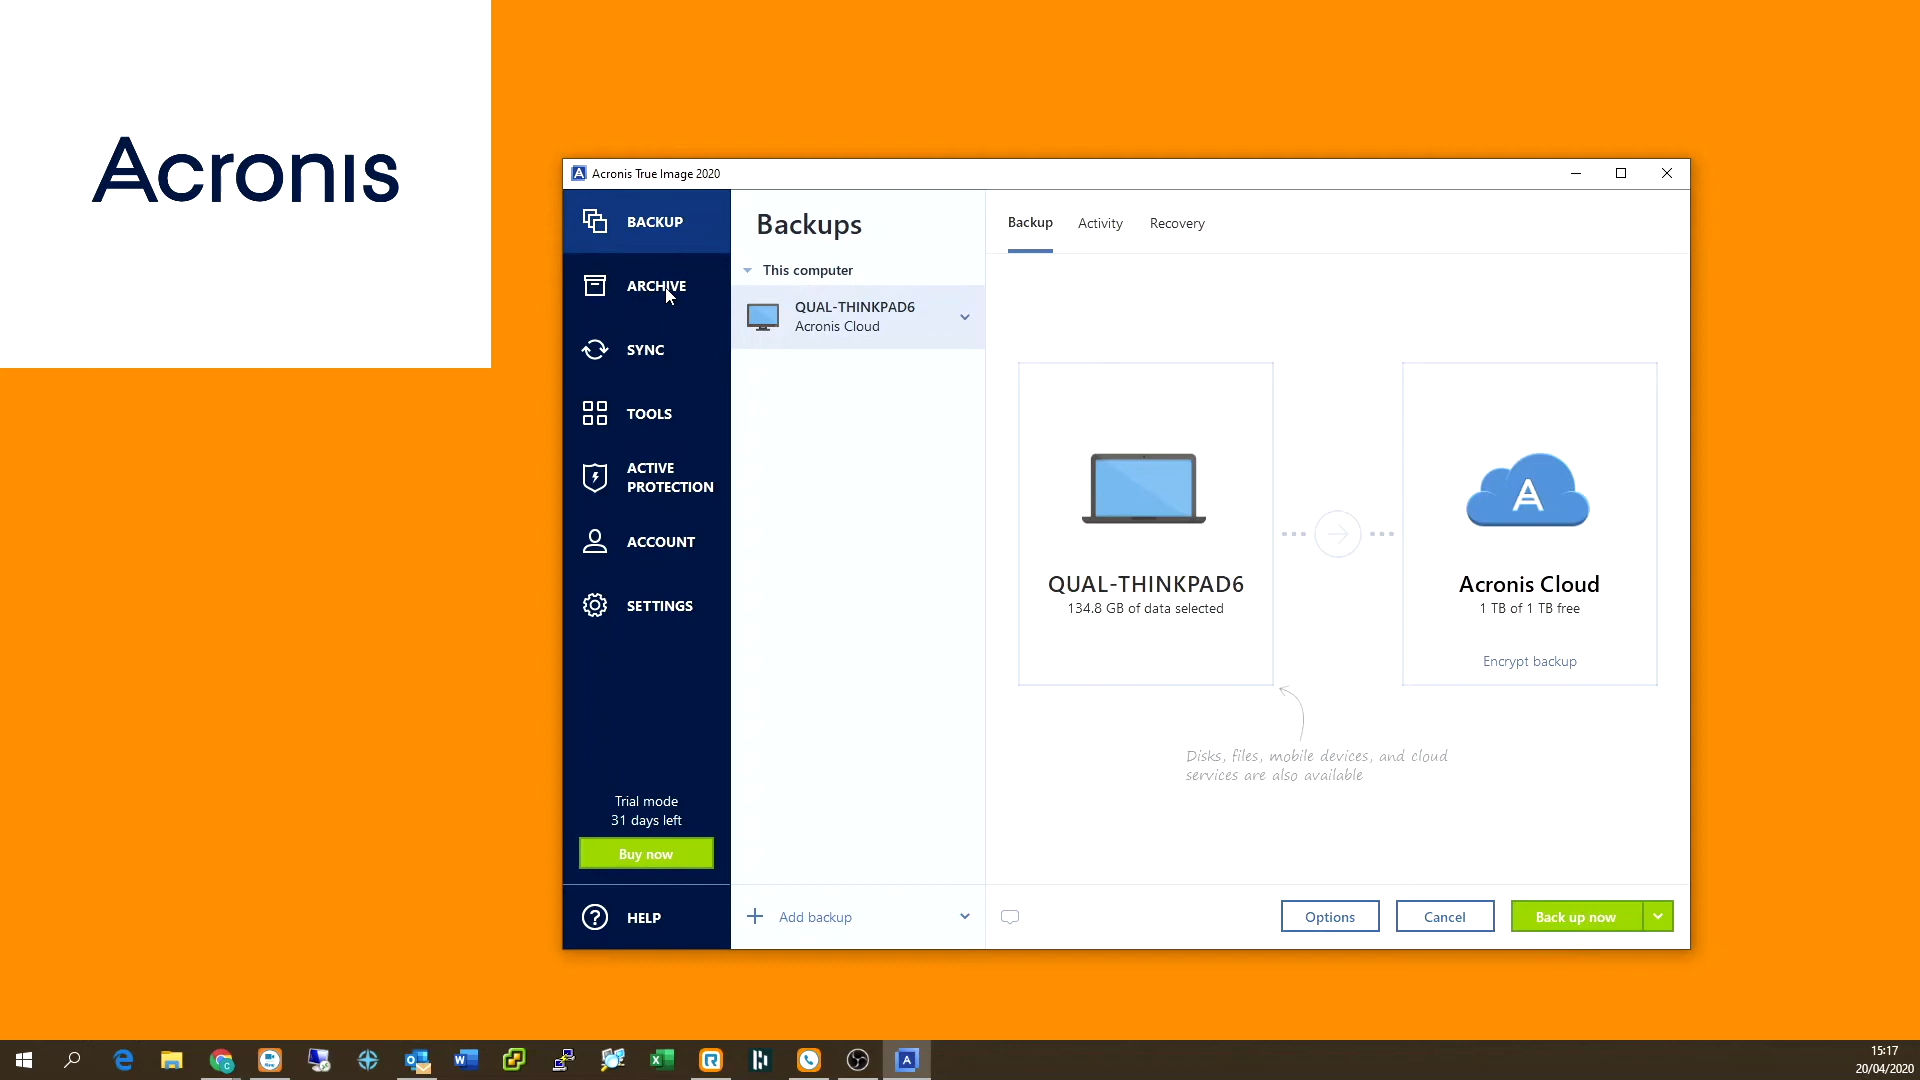 Acronis
Acronis True Image 2020
BACKUP
ARCHIVE
SYNC
TOOLS
ACTIVE
PROTECTION
ACCOUNT
SETTINGS
Trial mode
31 days left
Buy now
HELP
Backups
This computer
QUAL-THINKPAD6
Acronis Cloud
Add backup
Backup Activity Recovery
QUAL-THINKPAD6
134.8 GB of data selected
Acronis Cloud
1 TB of 1 TB free
Encrypt backup
Disks, files, mobile devices, and cloud
services are also available
Options Cancel Back up now
15:17
20/04/2020